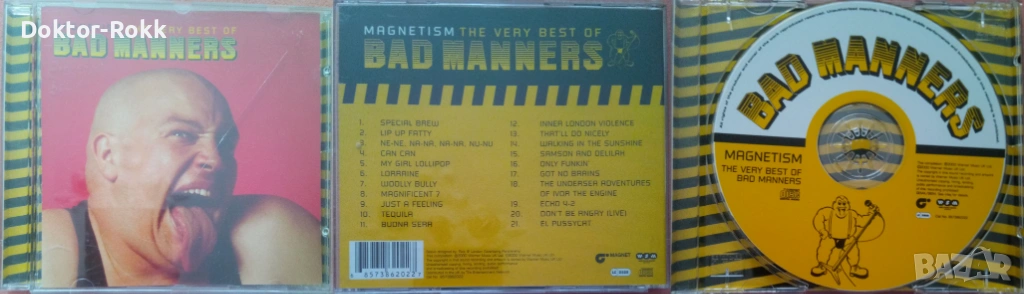 Doktor-Rokk
VERY BEST OF
BAD MANNERS
MAGNETISM THE VERY BEST OF
BAD MANNERS
1. SPECIAL BREW
2. LIP UP FATTY
3. NE-NE, NA-NA, NA-NA, NU-NU
4. CAN CAN
5. MY GIRL LOLLIPOP
6. LORRAINE
7. WOOLLY BULLY
8. MAGNIFICENT 7
9. JUST A FEELING
10. TEQUILA
11. BUONA SERA
12. INNER LONDON VIOLENCE
13. THAT'LL DO NICELY
14. WALKING IN THE SUNSHINE
15. SAMSON AND DELILAH
16. ONLY FUNKIN'
17. GOT NO BRAINS
18. THE UNDERSEA ADVENTURES
OF IVOR THE ENGINE
19. ECHO 4-2
20. DON'T BE ANGRY (LIVE)
21. EL PUSSYCAT
MAGNET
BAD MANNERS
MAGNETISM
THE VERY BEST OF
BAD MANNERS
BAZAR